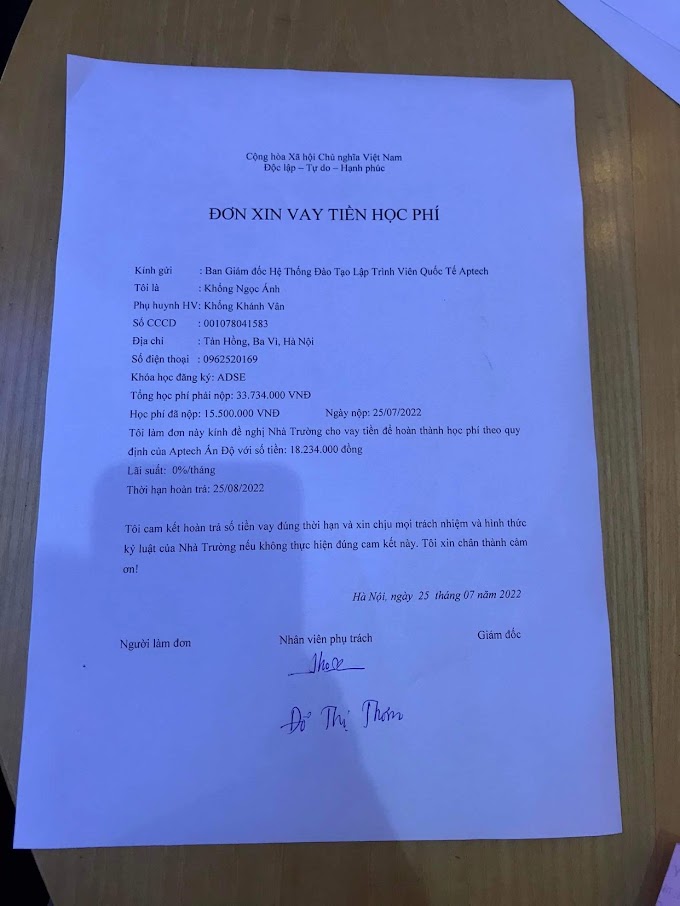 Cộng hòa Xã hội Chủ nghĩa Việt Nam
Độc lập – Tự do – Hạnh phúc
ĐƠN XIN VAY TIỀN HỌC PHÍ
Kính gửi : Ban Giám đốc Hệ Thống Đào Tạo Lập Trình Viên Quốc Tế Aptech
Tôi là : Khống Ngọc Ánh
Phụ huynh HV: Khống Khánh Vân
Số CCCD : 001078041583
Địa chỉ : Tản Hồng, Ba Vì, Hà Nội
Số điện thoại : 0962520169
Khóa học đăng ký: ADSE
Tổng học phí phải nộp: 33.734.000 VNĐ
Học phí đã nộp: 15.500.000 VNĐ Ngày nộp: 25/07/2022
Tôi làm đơn này kính đề nghị Nhà Trường cho vay tiền để hoàn thành học phí theo quy
định của Aptech Ấn Độ với số tiền: 18.234.000 đồng
Lãi suất: 0%/tháng
Thời hạn hoàn trả: 25/08/2022
Tôi cam kết hoàn trả số tiền vay đúng thời hạn và xin chịu mọi trách nhiệm và hình thức
kỷ luật của Nhà Trường nếu không thực hiện đúng cam kết này. Tôi xin chân thành cảm
ơn!
Hà Nội, ngày 25 tháng 07 năm 2022
Người làm đơn Nhân viên phụ trách Giám đốc
Đỗ Thị Thơm